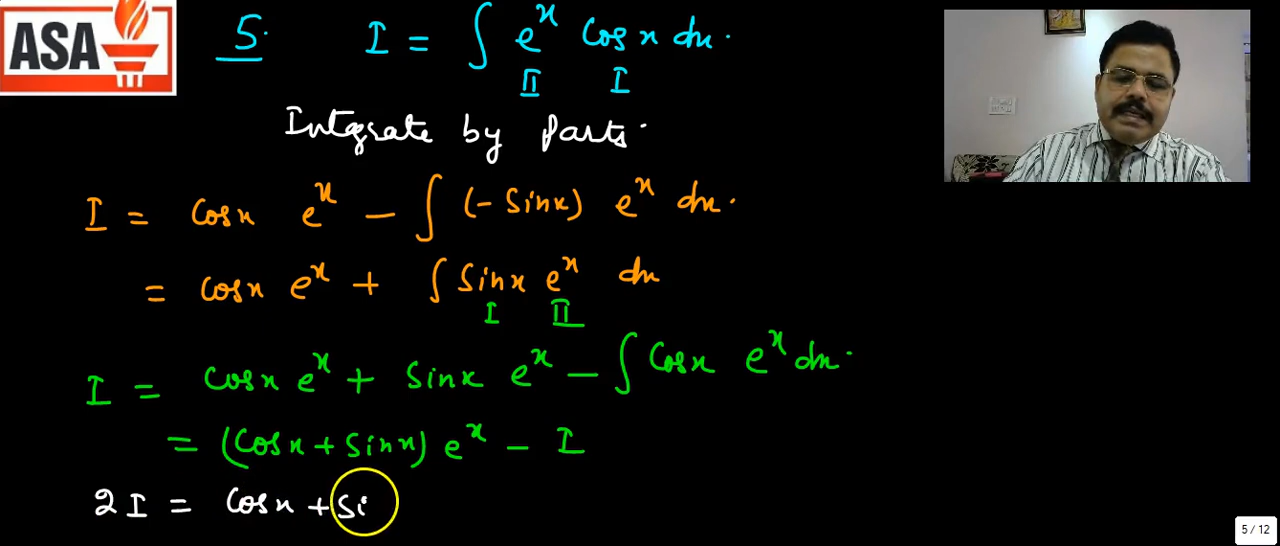 ASA
5. I = ∫ e^x cos x dx.
II I
Integrate by parts.
I = cos x e^x − ∫ (− sin x) e^x dx.
= cos x e^x + ∫ sin x e^x dx
I II
I = cos x e^x + sin x e^x − ∫ cos x e^x dx.
= (cos x + sin x) e^x − I
2I = cos x + si
5 / 12